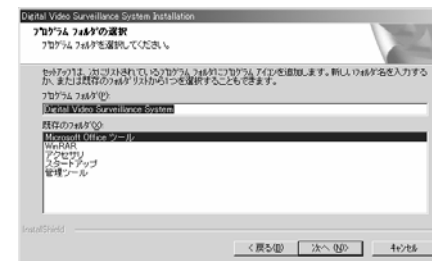 Digital Video Surveillance System Installation
プログラム フォルダの選択
プログラム フォルダを選択してください。
セットアップは、次にリストされているプログラム フォルダにプログラム アイコンを追加します。新しいフォルダ名を入力する
か、または既存のフォルダ リストから1つを選択することもできます。
プログラム フォルダ(P):
Digital Video Surveillance System
既存のフォルダ(X):
Microsoft Office ツール
WinRAR
アクセサリ
スタートアップ
管理ツール
InstallShield
< 戻る(B)
次へ (N)>
キャンセル